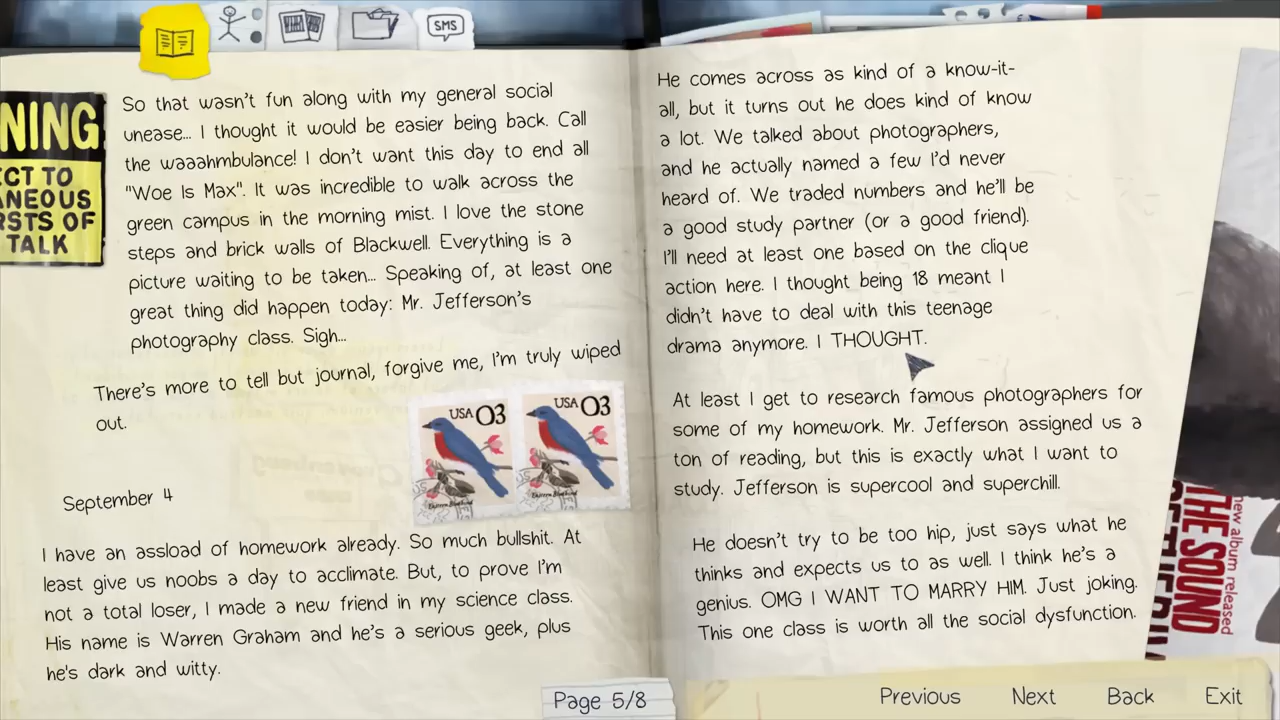 SMS
NING
ECT TO
ANEOUS
RSTS OF
TALK
So that wasn't fun along with my general social
unease... I thought it would be easier being back. Call
the waaahmbulance! I don't want this day to end all
"Woe Is Max". It was incredible to walk across the
green campus in the morning mist. I love the stone
steps and brick walls of Blackwell. Everything is a
picture waiting to be taken... Speaking of, at least one
great thing did happen today: Mr. Jefferson's
photography class. Sigh...
There's more to tell but journal, forgive me, I'm truly wiped
out.
USA 03
Eastern Bluebird
USA 03
Eastern Bluebird
September 4
I have an assload of homework already. So much bullshit. At
least give us noobs a day to acclimate. But, to prove I'm
not a total loser, I made a new friend in my science class.
His name is Warren Graham and he's a serious geek, plus
he's dark and witty.
He comes across as kind of a know-it-
all, but it turns out he does kind of know
a lot. We talked about photographers,
and he actually named a few I'd never
heard of. We traded numbers and he'll be
a good study partner (or a good friend).
I'll need at least one based on the clique
action here. I thought being 18 meant I
didn't have to deal with this teenage
drama anymore. I THOUGHT.
At least I get to research famous photographers for
some of my homework. Mr. Jefferson assigned us a
ton of reading, but this is exactly what I want to
study. Jefferson is supercool and superchill.
He doesn't try to be too hip, just says what he
thinks and expects us to as well. I think he's a
genius. OMG I WANT TO MARRY HIM. Just joking.
This one class is worth all the social dysfunction.
new album released
THE SOUND
Page 5/8
Previous
Next
Back
Exit